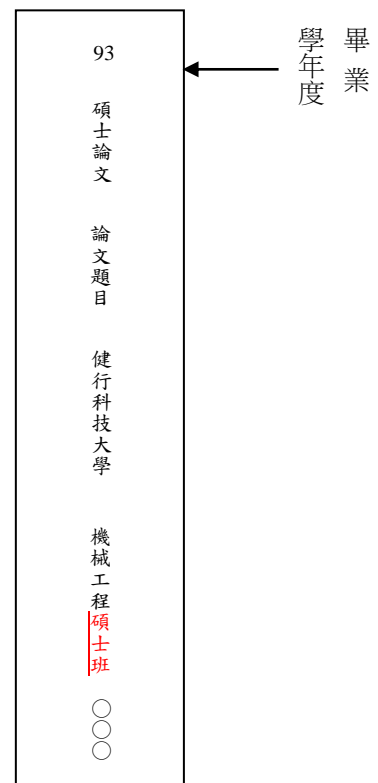 93
碩士論文
論文題目
健行科技大學
機械工程碩士班
○○○
畢業
學年度